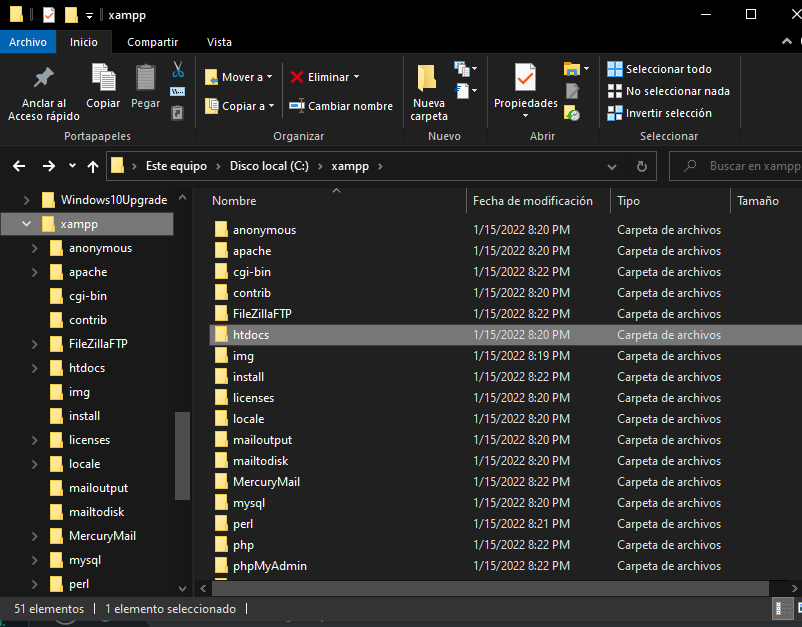 xampp
Archivo Inicio Compartir Vista
Anclar al
Acceso rápido
Copiar
Pegar
Mover a
Copiar a
Eliminar
Cambiar nombre
Nueva
carpeta
Propiedades
Seleccionar todo
No seleccionar nada
Invertir selección
Portapapeles Organizar Nuevo Abrir Seleccionar
Este equipo Disco local (C:) xampp
Buscar en xampp
Windows10Upgrade
xampp
anonymous
apache
cgi-bin
contrib
FileZillaFTP
htdocs
img
install
licenses
locale
mailoutput
mailtodisk
MercuryMail
mysql
perl
Nombre Fecha de modificación Tipo Tamaño
anonymous 1/15/2022 8:20 PM Carpeta de archivos
apache 1/15/2022 8:20 PM Carpeta de archivos
cgi-bin 1/15/2022 8:22 PM Carpeta de archivos
contrib 1/15/2022 8:20 PM Carpeta de archivos
FileZillaFTP 1/15/2022 8:22 PM Carpeta de archivos
htdocs 1/15/2022 8:20 PM Carpeta de archivos
img 1/15/2022 8:19 PM Carpeta de archivos
install 1/15/2022 8:22 PM Carpeta de archivos
licenses 1/15/2022 8:20 PM Carpeta de archivos
locale 1/15/2022 8:20 PM Carpeta de archivos
mailoutput 1/15/2022 8:20 PM Carpeta de archivos
mailtodisk 1/15/2022 8:20 PM Carpeta de archivos
MercuryMail 1/15/2022 8:22 PM Carpeta de archivos
mysql 1/15/2022 8:20 PM Carpeta de archivos
perl 1/15/2022 8:21 PM Carpeta de archivos
php 1/15/2022 8:22 PM Carpeta de archivos
phpMyAdmin 1/15/2022 8:22 PM Carpeta de archivos
51 elementos 1 elemento seleccionado